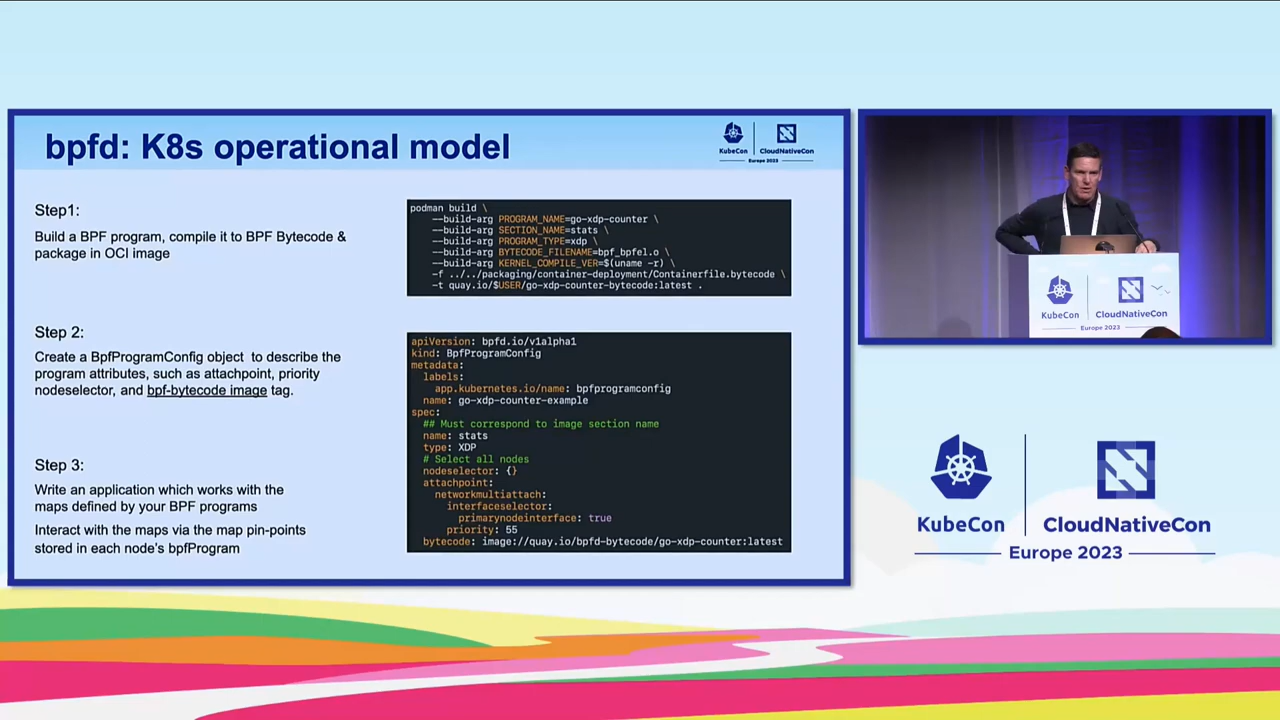 bpfd: K8s operational model
KubeCon
CloudNativeCon
Europe 2023
Step1:
Build a BPF program, compile it to BPF Bytecode &
package in OCI image
podman build \
--build-arg PROGRAM_NAME=go-xdp-counter \
--build-arg SECTION_NAME=stats \
--build-arg PROGRAM_TYPE=xdp \
--build-arg BYTECODE_FILENAME=bpf_bpfel.o \
--build-arg KERNEL_COMPILE_VER=$(uname -r) \
-f ../../packaging/container-deployment/Containerfile.bytecode \
-t quay.io/$USER/go-xdp-counter-bytecode:latest .
Step 2:
Create a BpfProgramConfig object to describe the
program attributes, such as attachpoint, priority
nodeselector, and bpf-bytecode image tag.
apiVersion: bpfd.io/v1alpha1
kind: BpfProgramConfig
metadata:
labels:
app.kubernetes.io/name: bpfprogramconfig
name: go-xdp-counter-example
spec:
## Must correspond to image section name
name: stats
type: XDP
# Select all nodes
nodeselector: {}
attachpoint:
networkmultiattach:
interfaceselector:
primarynodeinterface: true
priority: 55
bytecode: image://quay.io/bpfd-bytecode/go-xdp-counter:latest
Step 3:
Write an application which works with the
maps defined by your BPF programs
Interact with the maps via the map pin-points
stored in each node's bpfProgram
KubeCon
CloudNativeCon
Europe 2023
KubeCon
CloudNativeCon
Europe 2023